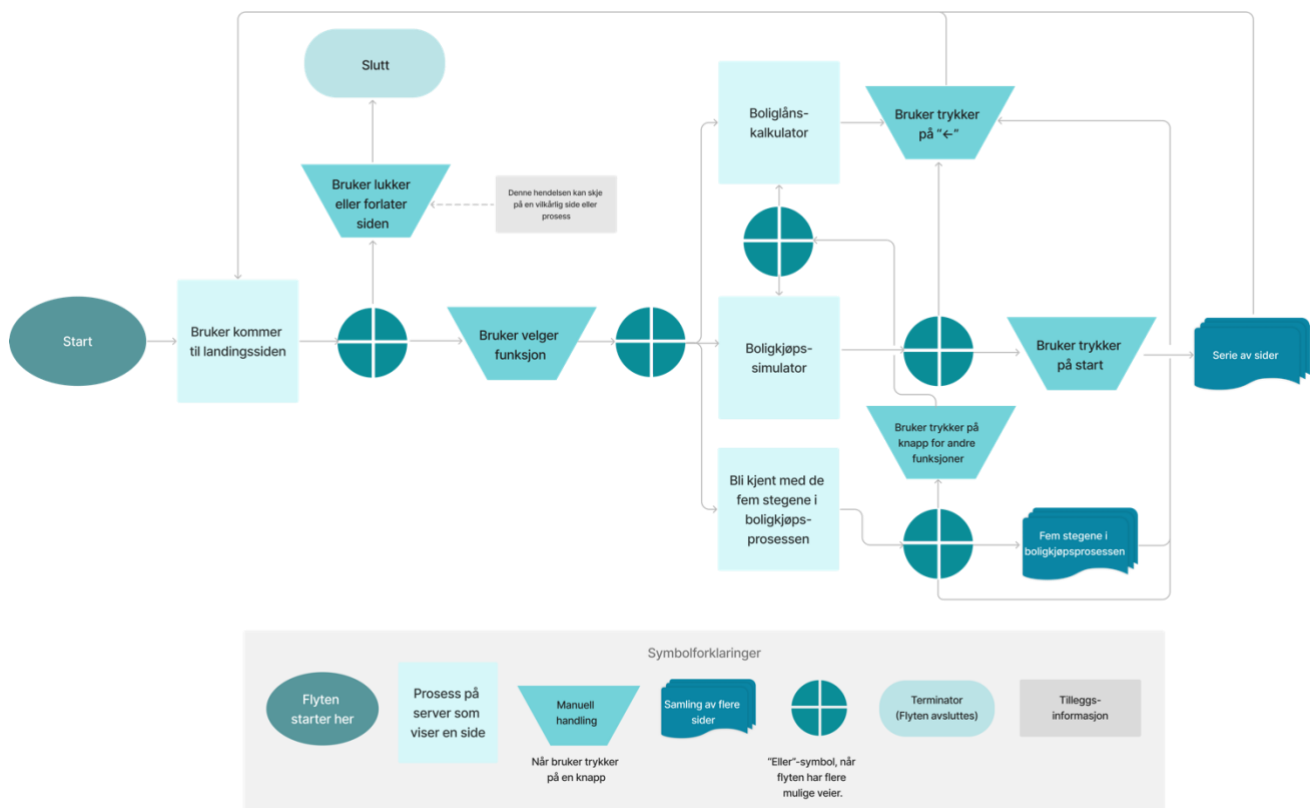 Slutt
Boliglåns-
kalkulator
Bruker trykker
på "←"
Bruker lukker
eller forlater
siden
Denne hendelsen kan skje
på en vilkårlig side eller
prosess
Start
Bruker kommer
til landingssiden
Bruker velger
funksjon
Boligkjøps-
simulator
Bruker trykker
på start
Serie av sider
Bruker trykker på
knapp for andre
funksjoner
Bli kjent med de
fem stegene i
boligkjøps-
prosessen
Fem stegene i
boligkjøpsprosessen
Symbolforklaringer
Flyten
starter her
Prosess på
server som
viser en side
Manuell
handling
Når bruker trykker
på en knapp
Samling av flere
sider
"Eller"-symbol, når
flyten har flere
mulige veier.
Terminator
(Flyten avsluttes)
Tilleggs-
informasjon